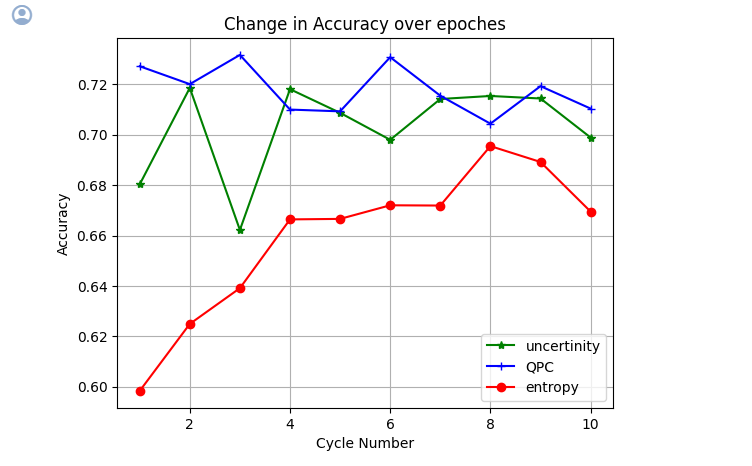 Change in Accuracy over epoches
Accuracy
0.72
0.70
0.68
0.66
0.64
0.62
0.60
2 4 6 8 10
Cycle Number
uncertinity
QPC
entropy